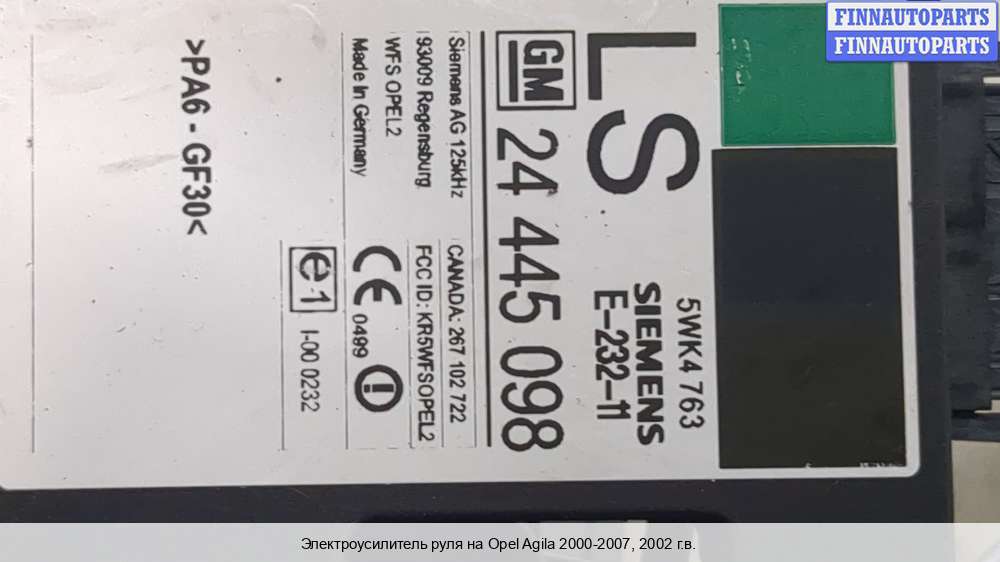 FINNAUTOPARTS
FINNAUTOPARTS
LS
5WK4 763
SIEMENS
E-232-11
GM 24 445 098
Siemens AG 125kHz
93009 Regensburg
WFS OPEL2
Made in Germany
CANADA: 267 102 722
FCC ID: KR5WFSOPEL2
CE 0499
e1 I-00 0232
>PA6 - GF30<
Электроусилитель руля на Opel Agila 2000-2007, 2002 г.в.